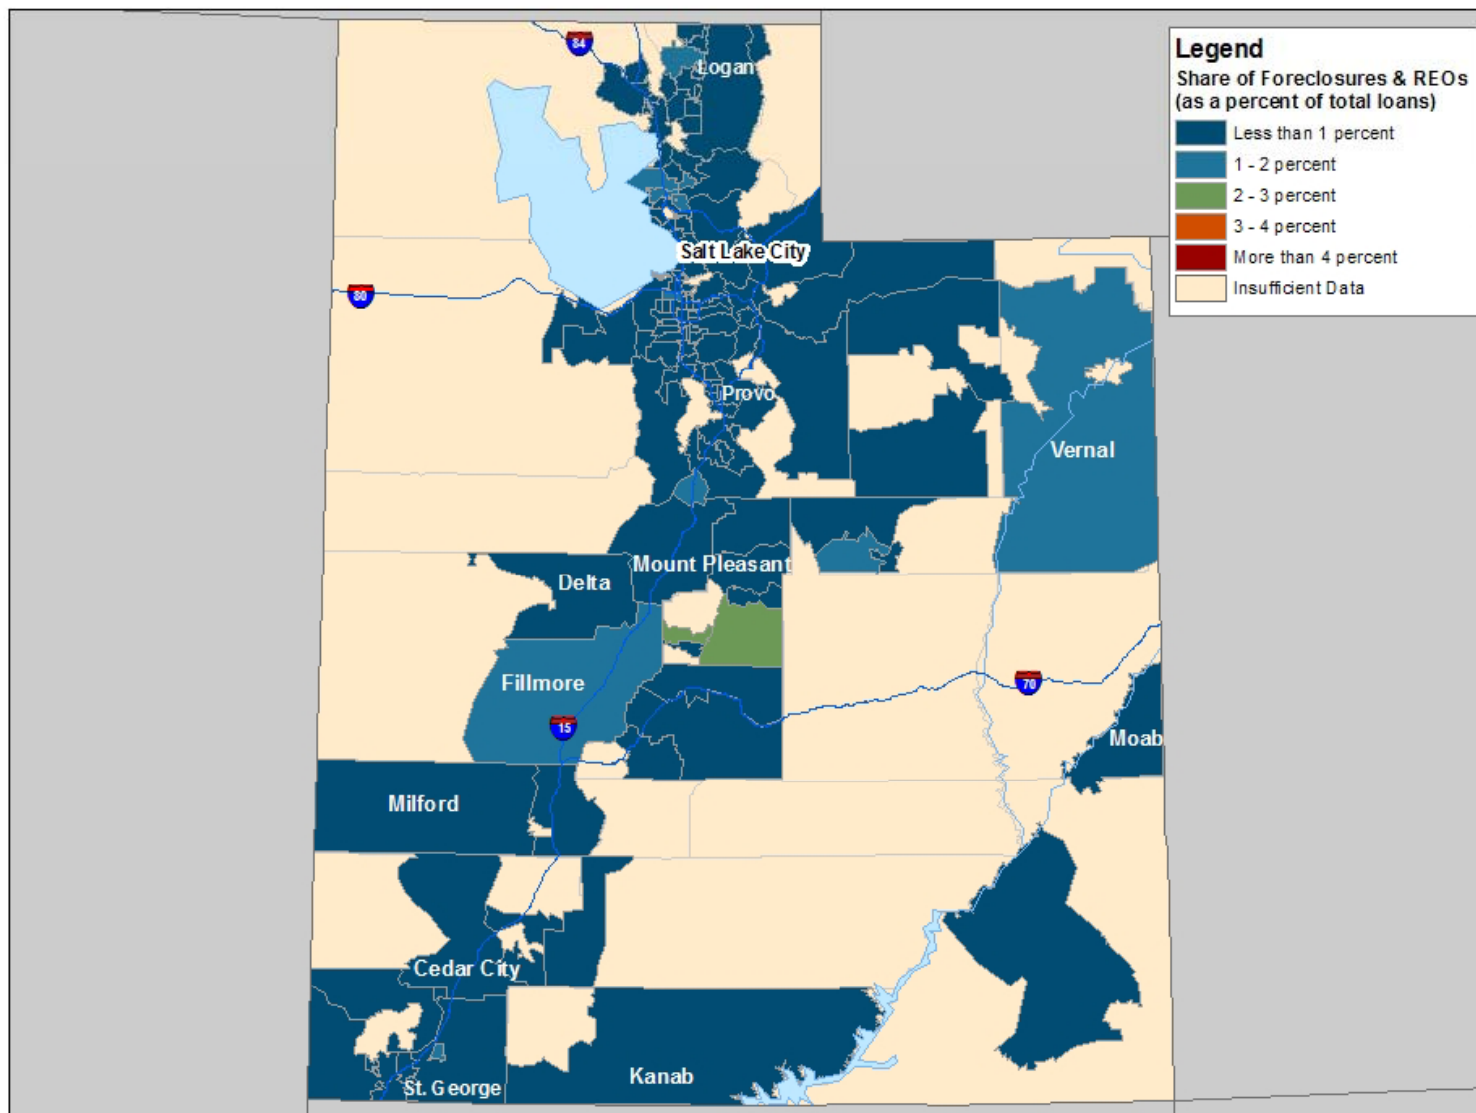 84
Logan
Legend
Share of Foreclosures & REOs
(as a percent of total loans)
Less than 1 percent
1 - 2 percent
2 - 3 percent
3 - 4 percent
More than 4 percent
Insufficient Data
Salt Lake City
80
Provo
Vernal
Mount Pleasant
Delta
Fillmore
70
15
Moab
Milford
Cedar City
Kanab
St. George